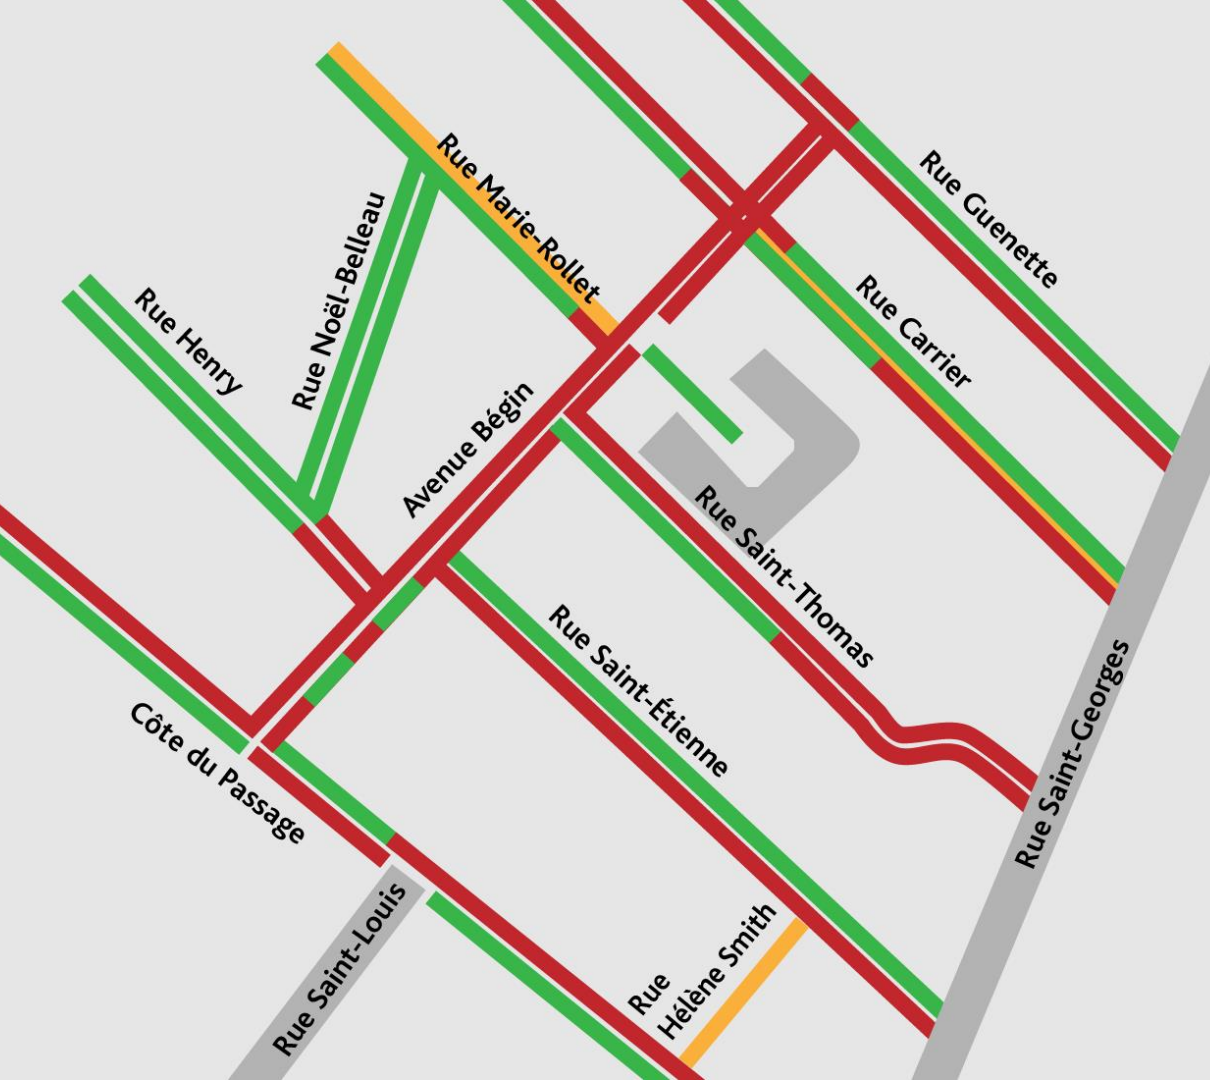 Rue Marie-Rollet
Rue Guenette
Rue Noël-Belleau
Rue Henry
Rue Carrier
Avenue Bégin
Rue Saint-Thomas
Rue Saint-Étienne
Côte du Passage
Rue Saint-Georges
Rue Saint-Louis
Rue
Hélène Smith